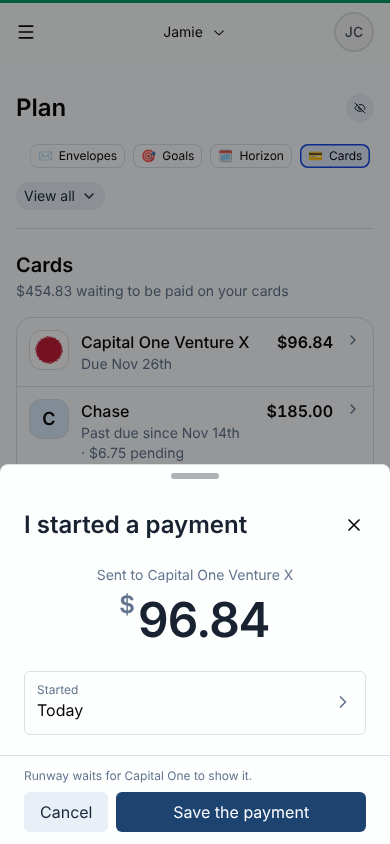 Jamie
JC
Plan
Envelopes
Goals
Horizon
Cards
View all
Cards
$454.83 waiting to be paid on your cards
Capital One Venture X
$96.84
Due Nov 26th
C
Chase
$185.00
Past due since Nov 14th
· $6.75 pending
I started a payment
Sent to Capital One Venture X
$96.84
Started
Today
Runway waits for Capital One to show it.
Cancel
Save the payment